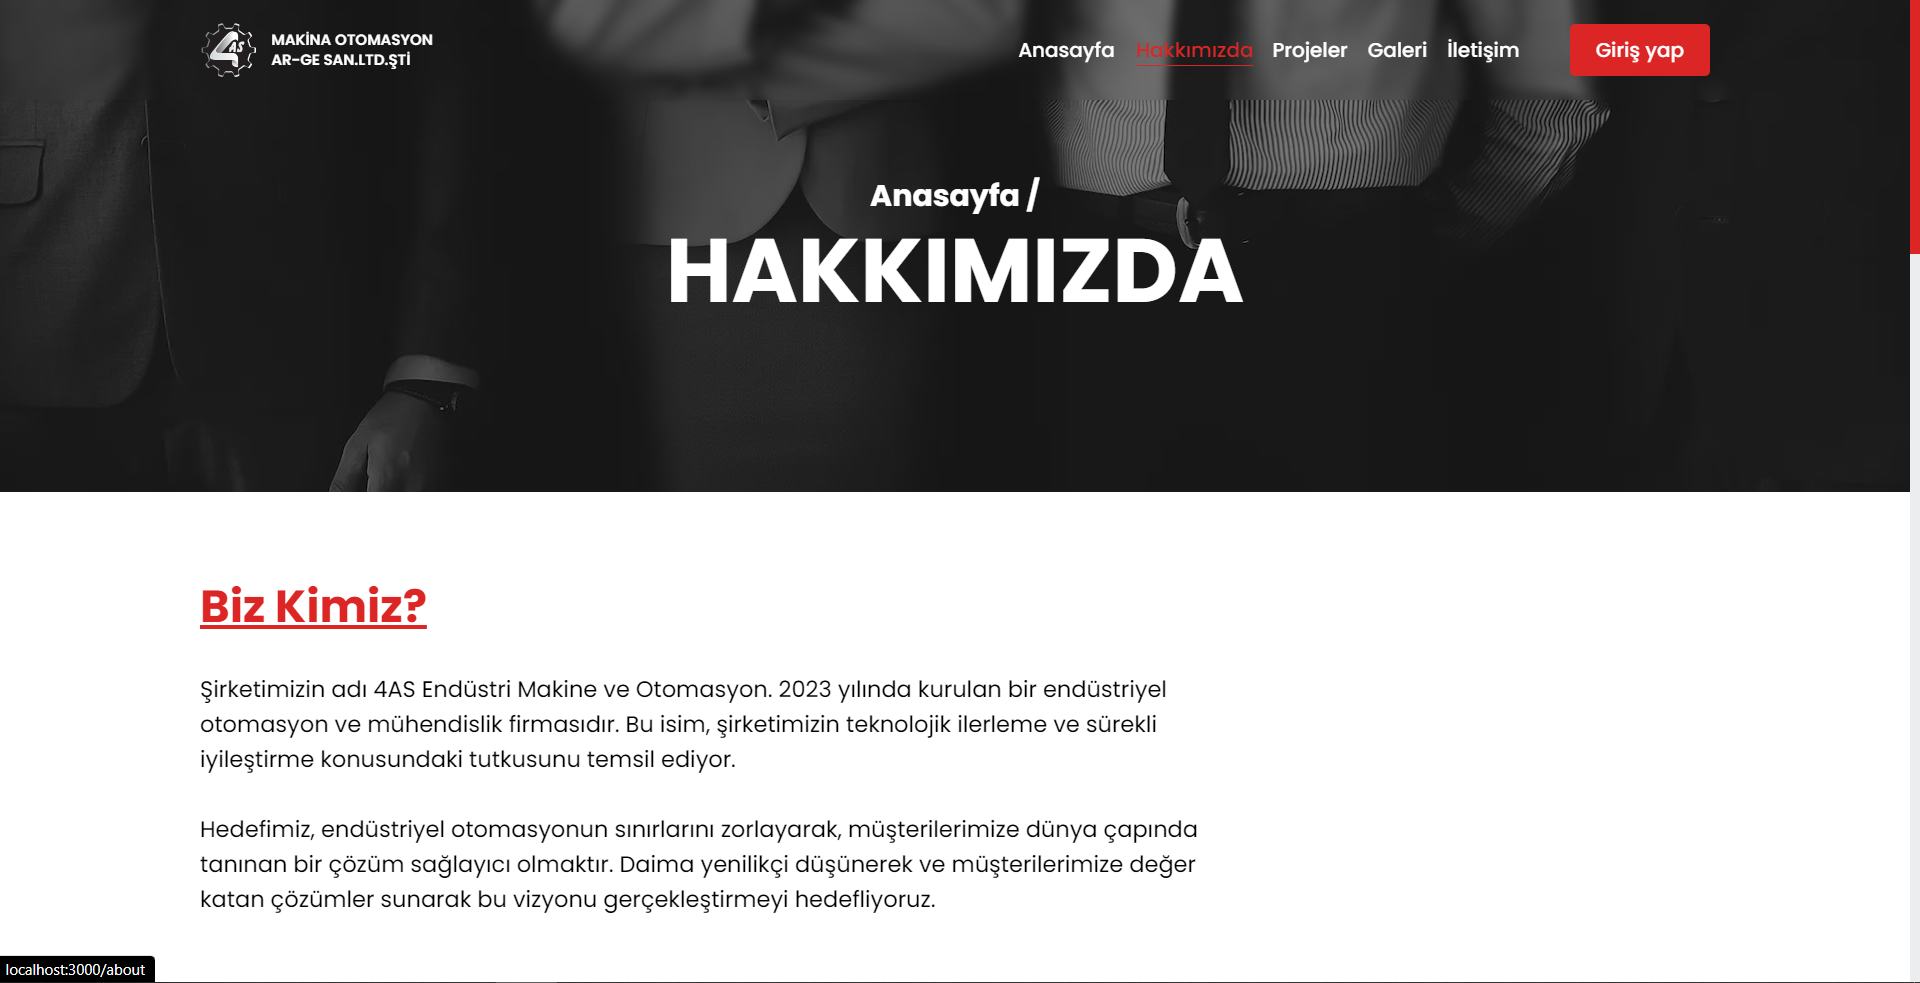 4AS
MAKİNA OTOMASYON
AR-GE SAN.LTD.ŞTİ
Anasayfa Hakkımızda Projeler Galeri İletişim Giriş yap
Anasayfa /
HAKKIMIZDA
Biz Kimiz?
Şirketimizin adı 4AS Endüstri Makine ve Otomasyon. 2023 yılında kurulan bir endüstriyel
otomasyon ve mühendislik firmasıdır. Bu isim, şirketimizin teknolojik ilerleme ve sürekli
iyileştirme konusundaki tutkusunu temsil ediyor.
Hedefimiz, endüstriyel otomasyonun sınırlarını zorlayarak, müşterilerimize dünya çapında
tanınan bir çözüm sağlayıcı olmaktır. Daima yenilikçi düşünerek ve müşterilerimize değer
katan çözümler sunarak bu vizyonu gerçekleştirmeyi hedefliyoruz.
localhost:3000/about